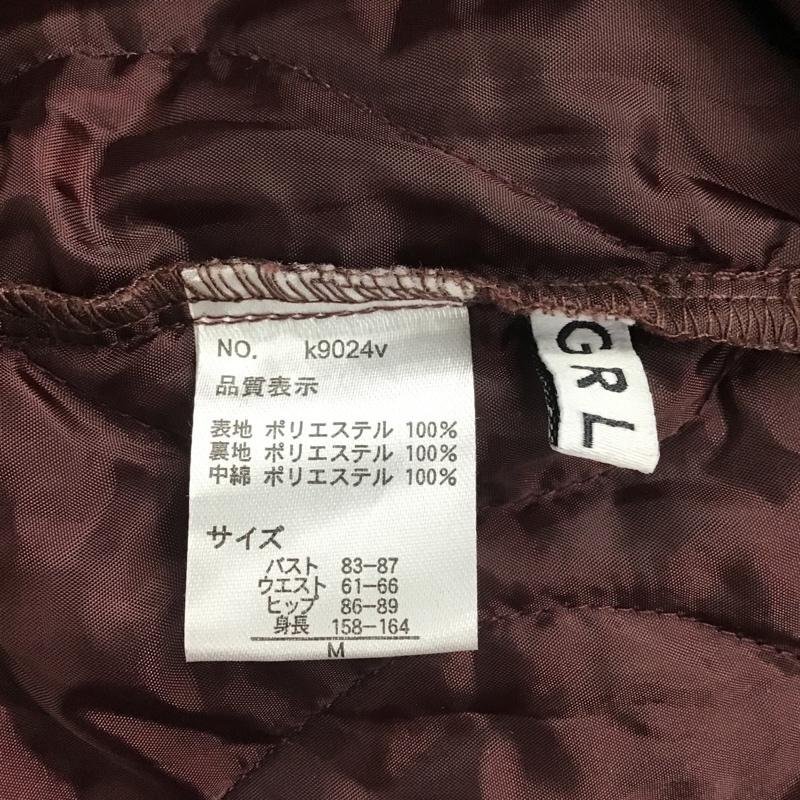 NO. k9024v
品質表示
表地 ポリエステル 100%
裏地 ポリエステル 100%
中綿 ポリエステル 100%
サイズ
バスト 83-87
ウエスト 61-66
ヒップ 86-89
身長 158-164
M
GRL